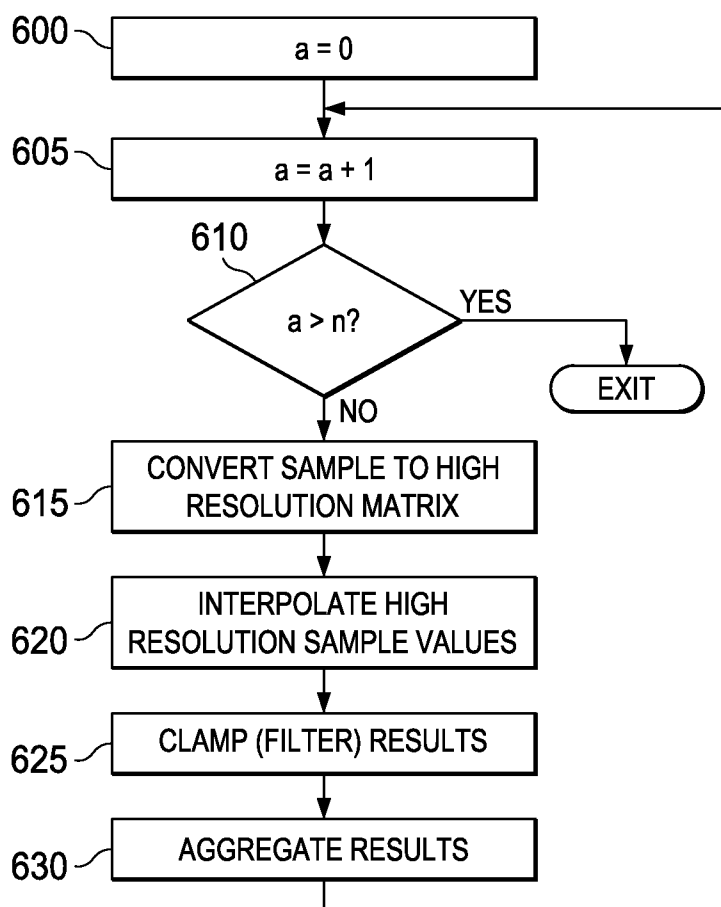 600
a = 0
605
a = a + 1
610
a > n?
YES
EXIT
NO
615
CONVERT SAMPLE TO HIGH
RESOLUTION MATRIX
620
INTERPOLATE HIGH
RESOLUTION SAMPLE VALUES
625
CLAMP (FILTER) RESULTS
630
AGGREGATE RESULTS